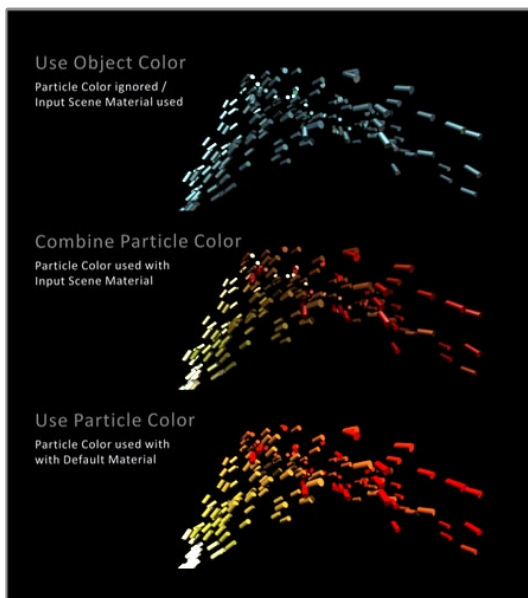 Use Object Color
Particle Color ignored /
Input Scene Material used
Combine Particle Color
Particle Color used with
Input Scene Material
Use Particle Color
Particle Color used with
with Default Material